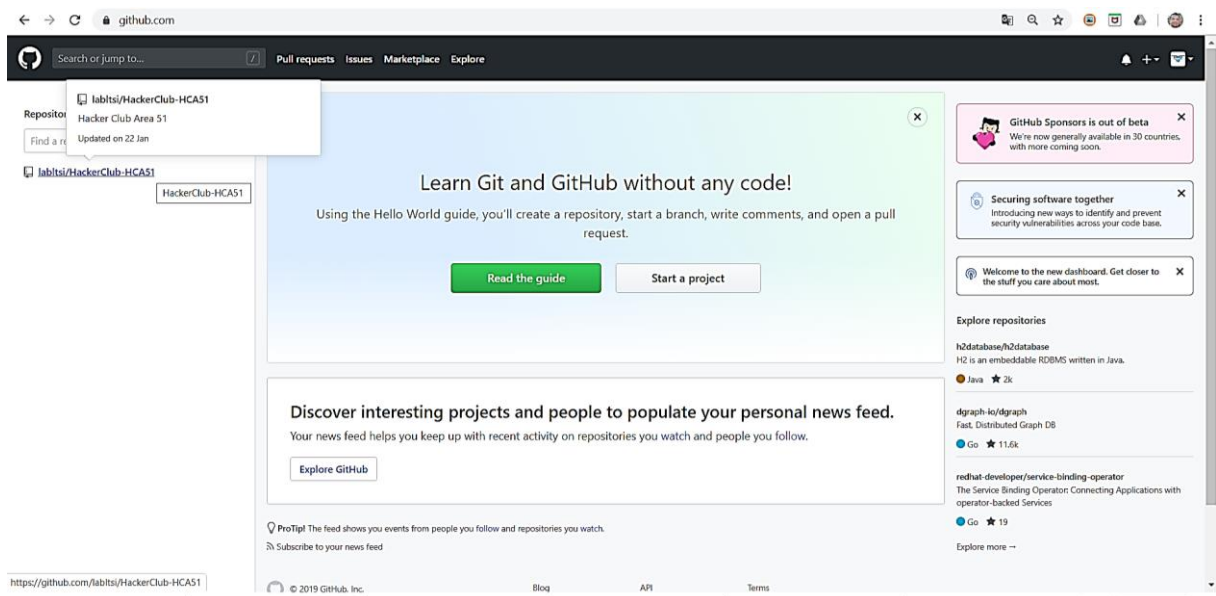 github.com
Search or jump to... /
Pull requests Issues Marketplace Explore
labltsi/HackerClub-HCA51
Hacker Club Area 51
Updated on 22 Jan
Find a
labltsi/HackerClub-HCA51
HackerClub-HCA51
Learn Git and GitHub without any code!
Using the Hello World guide, you'll create a repository, start a branch, write comments, and open a pull
request.
Read the guide
Start a project
Discover interesting projects and people to populate your personal news feed.
Your news feed helps you keep up with recent activity on repositories you watch and people you follow.
Explore GitHub
ProTip! The feed shows you events from people you follow and repositories you watch.
Subscribe to your news feed
© 2019 GitHub, Inc.
Blog
API
Terms
GitHub Sponsors is out of beta
We're now generally available in 30 countries,
with more coming soon.
Securing software together
Introducing new ways to identify and prevent
security vulnerabilities across your code base.
Welcome to the new dashboard. Get closer to
the stuff you care about most.
Explore repositories
h2database/h2database
H2 is an embeddable RDBMS written in Java.
Java 2k
dgraph-io/dgraph
Fast, Distributed Graph DB
Go 11.6k
redhat-developer/service-binding-operator
The Service Binding Operator: Connecting Applications with
operator-backed Services
Go 19
Explore more →
https://github.com/labltsi/HackerClub-HCA51